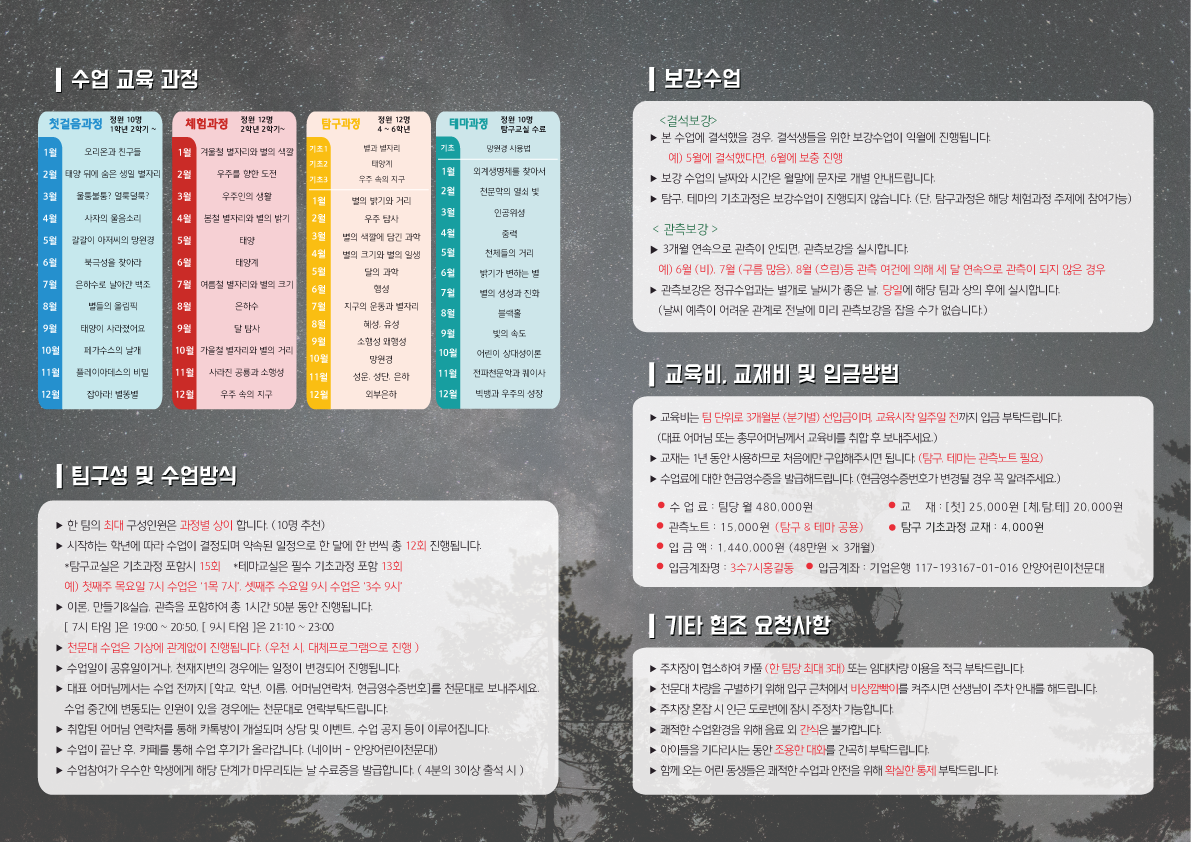 수업 교육 과정
첫걸음과정 정원 10명
1학년 2학기 ~
1월 오리온과 친구들
2월 태양 뒤에 숨은 생일 별자리
3월 울퉁불퉁? 얼룩덜룩?
4월 사자의 울음소리
5월 갈갈이 아저씨의 망원경
6월 북극성을 찾아라
7월 은하수로 날아간 백조
8월 별들의 올림픽
9월 태양이 사라졌어요
10월 페가수스의 날개
11월 플레이아데스의 비밀
12월 잡아라! 별똥별
체험과정 정원 12명
2학년 2학기~
1월 겨울철 별자리와 별의 색깔
2월 우주를 향한 도전
3월 우주인의 생활
4월 봄철 별자리와 별의 밝기
5월 태양
6월 태양계
7월 여름철 별자리와 별의 크기
8월 은하수
9월 달 탐사
10월 가을철 별자리와 별의 거리
11월 사라진 공룡과 소행성
12월 우주 속의 지구
탐구과정 정원 12명
4 ~ 6학년
기초1 별과 별자리
기초2 태양계
기초3 우주 속의 지구
1월 별의 밝기와 거리
2월 우주 탐사
3월 별의 색깔에 담긴 과학
4월 별의 크기와 별의 일생
5월 달의 과학
6월 행성
7월 지구의 운동과 별자리
8월 혜성, 유성
9월 소행성 왜행성
10월 망원경
11월 성운, 성단, 은하
12월 외부은하
테마과정 정원 10명
탐구교실 수료
기초 망원경 사용법
1월 외계생명체를 찾아서
2월 천문학의 열쇠 빛
3월 인공위성
4월 중력
5월 천체들의 거리
6월 밝기가 변하는 별
7월 별의 생성과 진화
8월 블랙홀
9월 빛의 속도
10월 어린이 상대성이론
11월 전파천문학과 퀘이사
12월 빅뱅과 우주의 성장
팀구성 및 수업방식
▶ 한 팀의 최대 구성인원은 과정별 상이 합니다. (10명 추천)
▶ 시작하는 학년에 따라 수업이 결정되며 약속된 일정으로 한 달에 한 번씩 총 12회 진행됩니다.
*탐구교실은 기초과정 포함시 15회 *테마교실은 필수 기초과정 포함 13회
예) 첫째주 목요일 7시 수업은 '1목 7시', 셋째주 수요일 9시 수업은 '3수 9시'
▶ 이론, 만들기&실습, 관측을 포함하여 총 1시간 50분 동안 진행됩니다.
[ 7시 타임 ]은 19:00 ~ 20:50, [ 9시 타임 ]은 21:10 ~ 23:00
▶ 천문대 수업은 기상에 관계없이 진행됩니다. (우천 시, 대체프로그램으로 진행 )
▶ 수업일이 공휴일이거나, 천재지변의 경우에는 일정이 변경되어 진행됩니다.
▶ 대표 어머님께서는 수업 전까지 [학교, 학년, 이름, 어머님연락처, 현금영수증번호]를 천문대로 보내주세요.
수업 중간에 변동되는 인원이 있을 경우에는 천문대로 연락부탁드립니다.
▶ 취합된 어머님 연락처를 통해 카톡방이 개설되며 상담 및 이벤트, 수업 공지 등이 이루어집니다.
▶ 수업이 끝난 후, 카페를 통해 수업 후기가 올라갑니다. (네이버 - 안양어린이천문대)
▶ 수업참여가 우수한 학생에게 해당 단계가 마무리되는 날 수료증을 발급합니다. ( 4분의 3이상 출석 시 )
보강수업
<결석보강>
▶ 본 수업에 결석했을 경우, 결석생들을 위한 보강수업이 익월에 진행됩니다.
예) 5월에 결석했다면, 6월에 보충 진행
▶ 보강 수업의 날짜와 시간은 월말에 문자로 개별 안내드립니다.
▶ 탐구, 테마의 기초과정은 보강수업이 진행되지 않습니다. (단, 탐구과정은 해당 체험과정 주제에 참여가능)
< 관측보강 >
▶ 3개월 연속으로 관측이 안되면, 관측보강을 실시합니다.
예) 6월 (비), 7월 (구름 많음), 8월 (흐림)등 관측 여건에 의해 세 달 연속으로 관측이 되지 않은 경우
▶ 관측보강은 정규수업과는 별개로 날씨가 좋은 날, 당일에 해당 팀과 상의 후에 실시합니다.
(날씨 예측이 어려운 관계로 전날에 미리 관측보강을 잡을 수가 없습니다.)
교육비, 교재비 및 입금방법
▶ 교육비는 팀 단위로 3개월분 (분기별) 선입금이며, 교육시작 일주일 전까지 입금 부탁드립니다.
(대표 어머님 또는 총무어머님께서 교육비를 취합 후 보내주세요.)
▶ 교재는 1년 동안 사용하므로 처음에만 구입해주시면 됩니다. (탐구, 테마는 관측노트 필요)
▶ 수업료에 대한 현금영수증을 발급해드립니다. (현금영수증번호가 변경될 경우 꼭 알려주세요.)
● 수 업 료 : 팀당 월 480,000원 ● 교 재 : [첫] 25,000원 [체,탐,테] 20,000원
● 관측노트 : 15,000원 (탐구 & 테마 공용) ● 탐구 기초과정 교재 : 4,000원
● 입 금 액 : 1,440,000원 (48만원 × 3개월)
● 입금계좌명 : 3수7시홍길동 ● 입금계좌 : 기업은행 117-193167-01-016 안양어린이천문대
기타 협조 요청사항
▶ 주차장이 협소하여 카풀 (한 팀당 최대 3대) 또는 임대차량 이용을 적극 부탁드립니다.
▶ 천문대 차량을 구별하기 위해 입구 근처에서 비상깜빡이를 켜주시면 선생님이 주차 안내를 해드립니다.
▶ 주차장 혼잡 시 인근 도로변에 잠시 주정차 가능합니다.
▶ 쾌적한 수업환경을 위해 음료 외 간식은 불가합니다.
▶ 아이들을 기다리시는 동안 조용한 대화를 간곡히 부탁드립니다.
▶ 함께 오는 어린 동생들은 쾌적한 수업과 안전을 위해 확실한 통제 부탁드립니다.